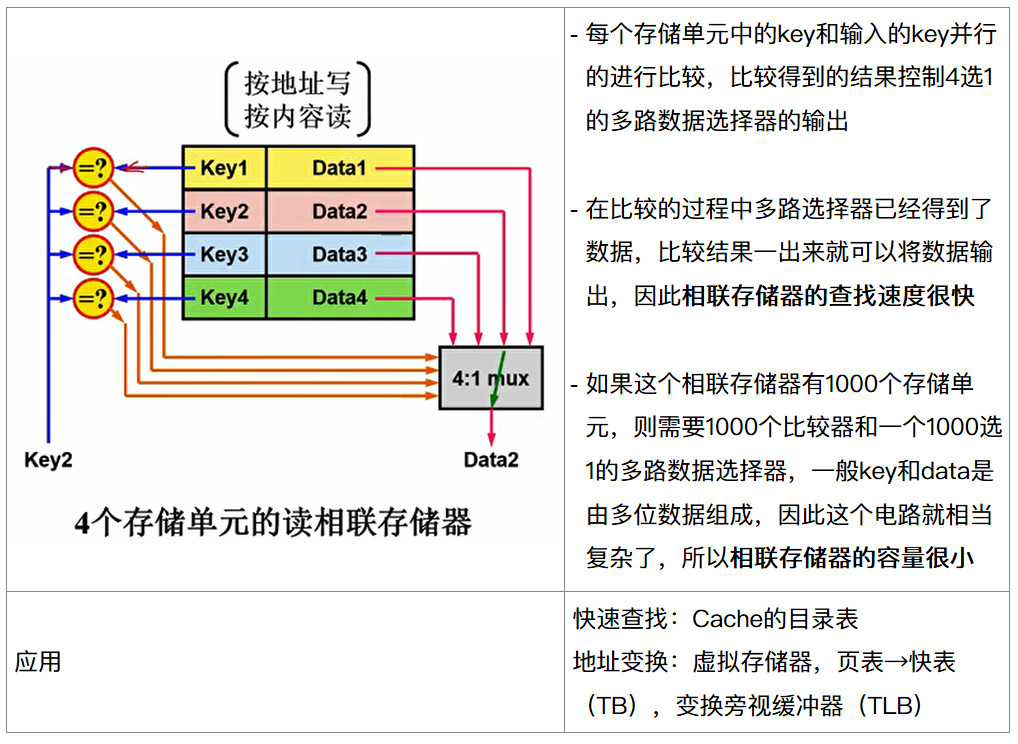 按地址写
按内容读
=? Key1 Data1
=? Key2 Data2
=? Key3 Data3
=? Key4 Data4
4:1 mux
Key2 Data2
4个存储单元的读相联存储器
- 每个存储单元中的key和输入的key并行
的进行比较，比较得到的结果控制4选1
的多路数据选择器的输出
- 在比较的过程中多路选择器已经得到了
数据，比较结果一出来就可以将数据输
出，因此相联存储器的查找速度很快
- 如果这个相联存储器有1000个存储单
元，则需要1000个比较器和一个1000选
1的多路数据选择器，一般key和data是
由多位数据组成，因此这个电路就相当
复杂了，所以相联存储器的容量很小
应用
快速查找：Cache的目录表
地址变换：虚拟存储器，页表→快表
（TB），变换旁视缓冲器（TLB）